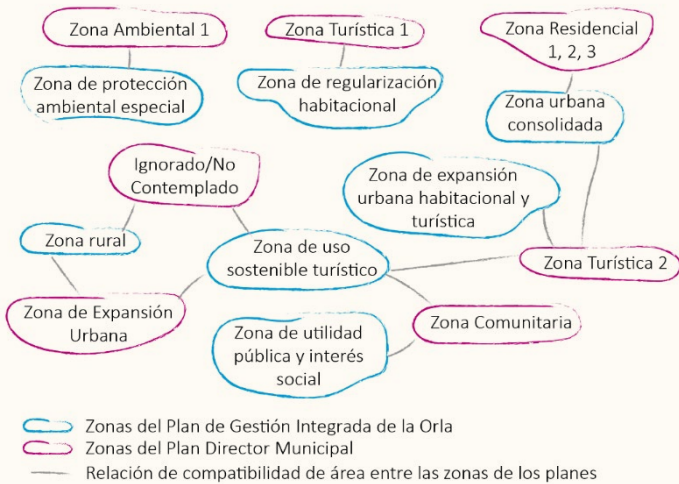 Zona Ambiental 1
Zona de protección
ambiental especial
Zona Turística 1
Zona de regularización
habitacional
Zona Residencial
1, 2, 3
Zona urbana
consolidada
Ignorado/No
Contemplado
Zona de expansión
urbana habitacional y
turística
Zona rural
Zona de uso
sostenible turístico
Zona Turística 2
Zona de Expansión
Urbana
Zona de utilidad
pública y interés
social
Zona Comunitaria
Zonas del Plan de Gestión Integrada de la Orla
Zonas del Plan Director Municipal
Relación de compatibilidad de área entre las zonas de los planes